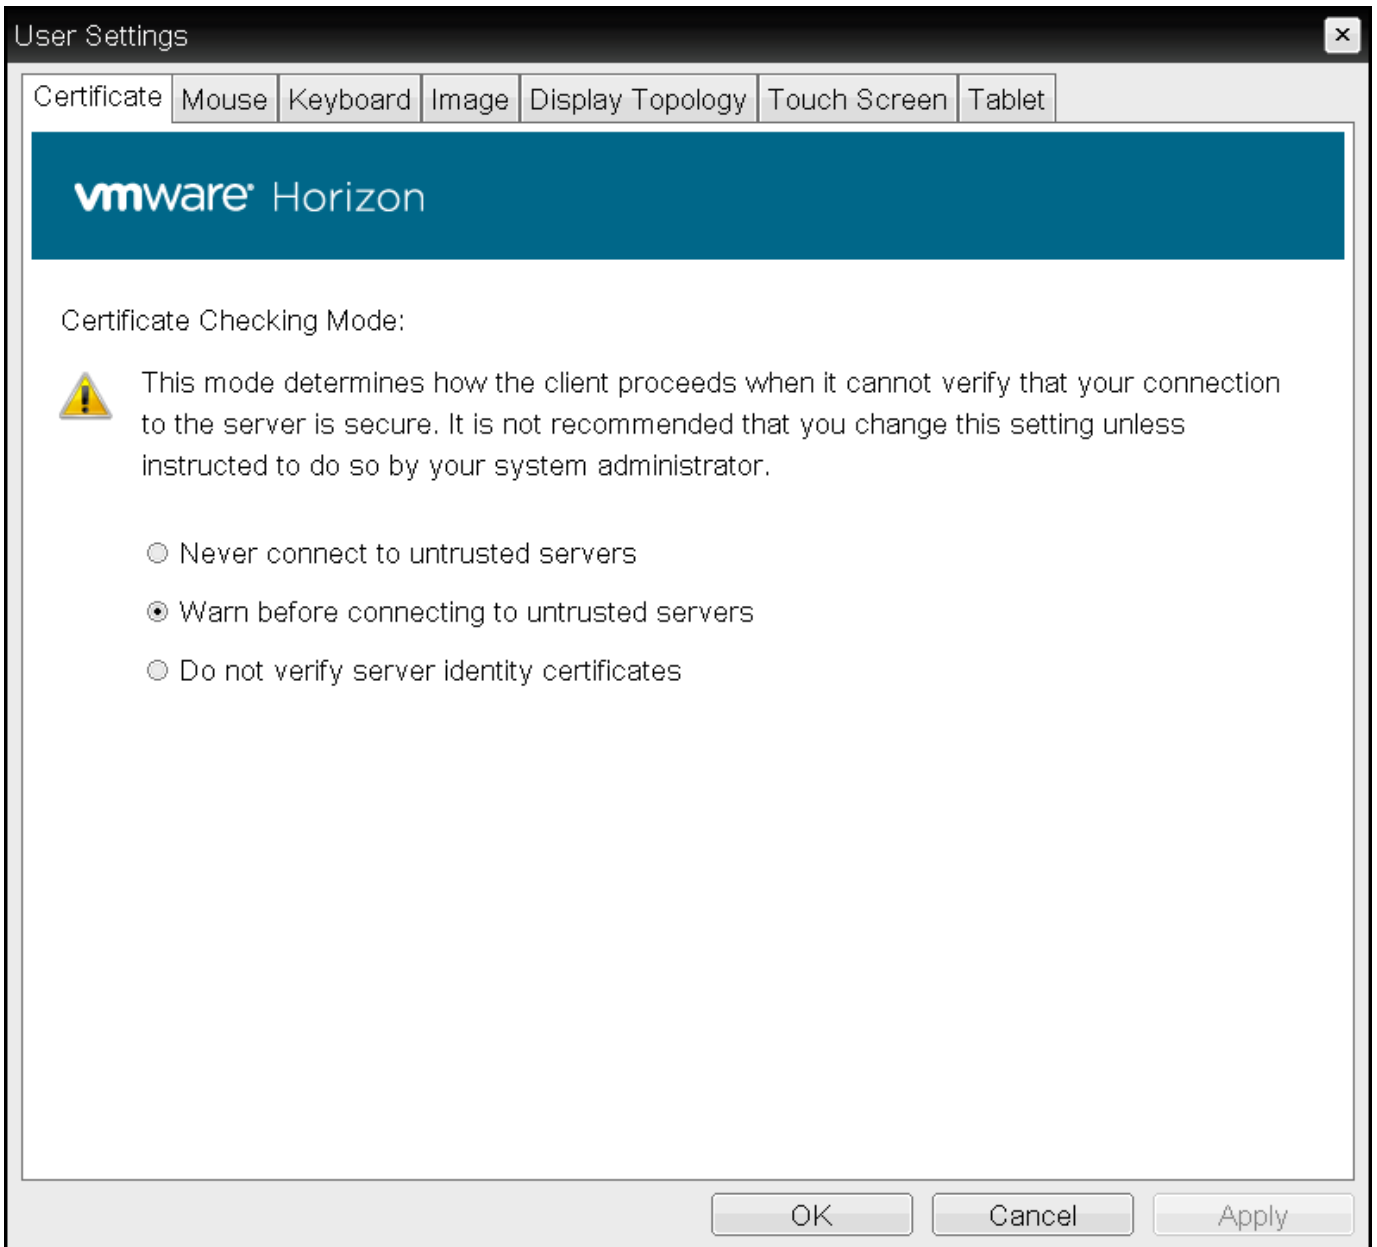 User Settings
Certificate Mouse Keyboard Image Display Topology Touch Screen Tablet
vmware Horizon
Certificate Checking Mode:
This mode determines how the client proceeds when it cannot verify that your connection
to the server is secure. It is not recommended that you change this setting unless
instructed to do so by your system administrator.
Never connect to untrusted servers
Warn before connecting to untrusted servers
Do not verify server identity certificates
OK Cancel Apply